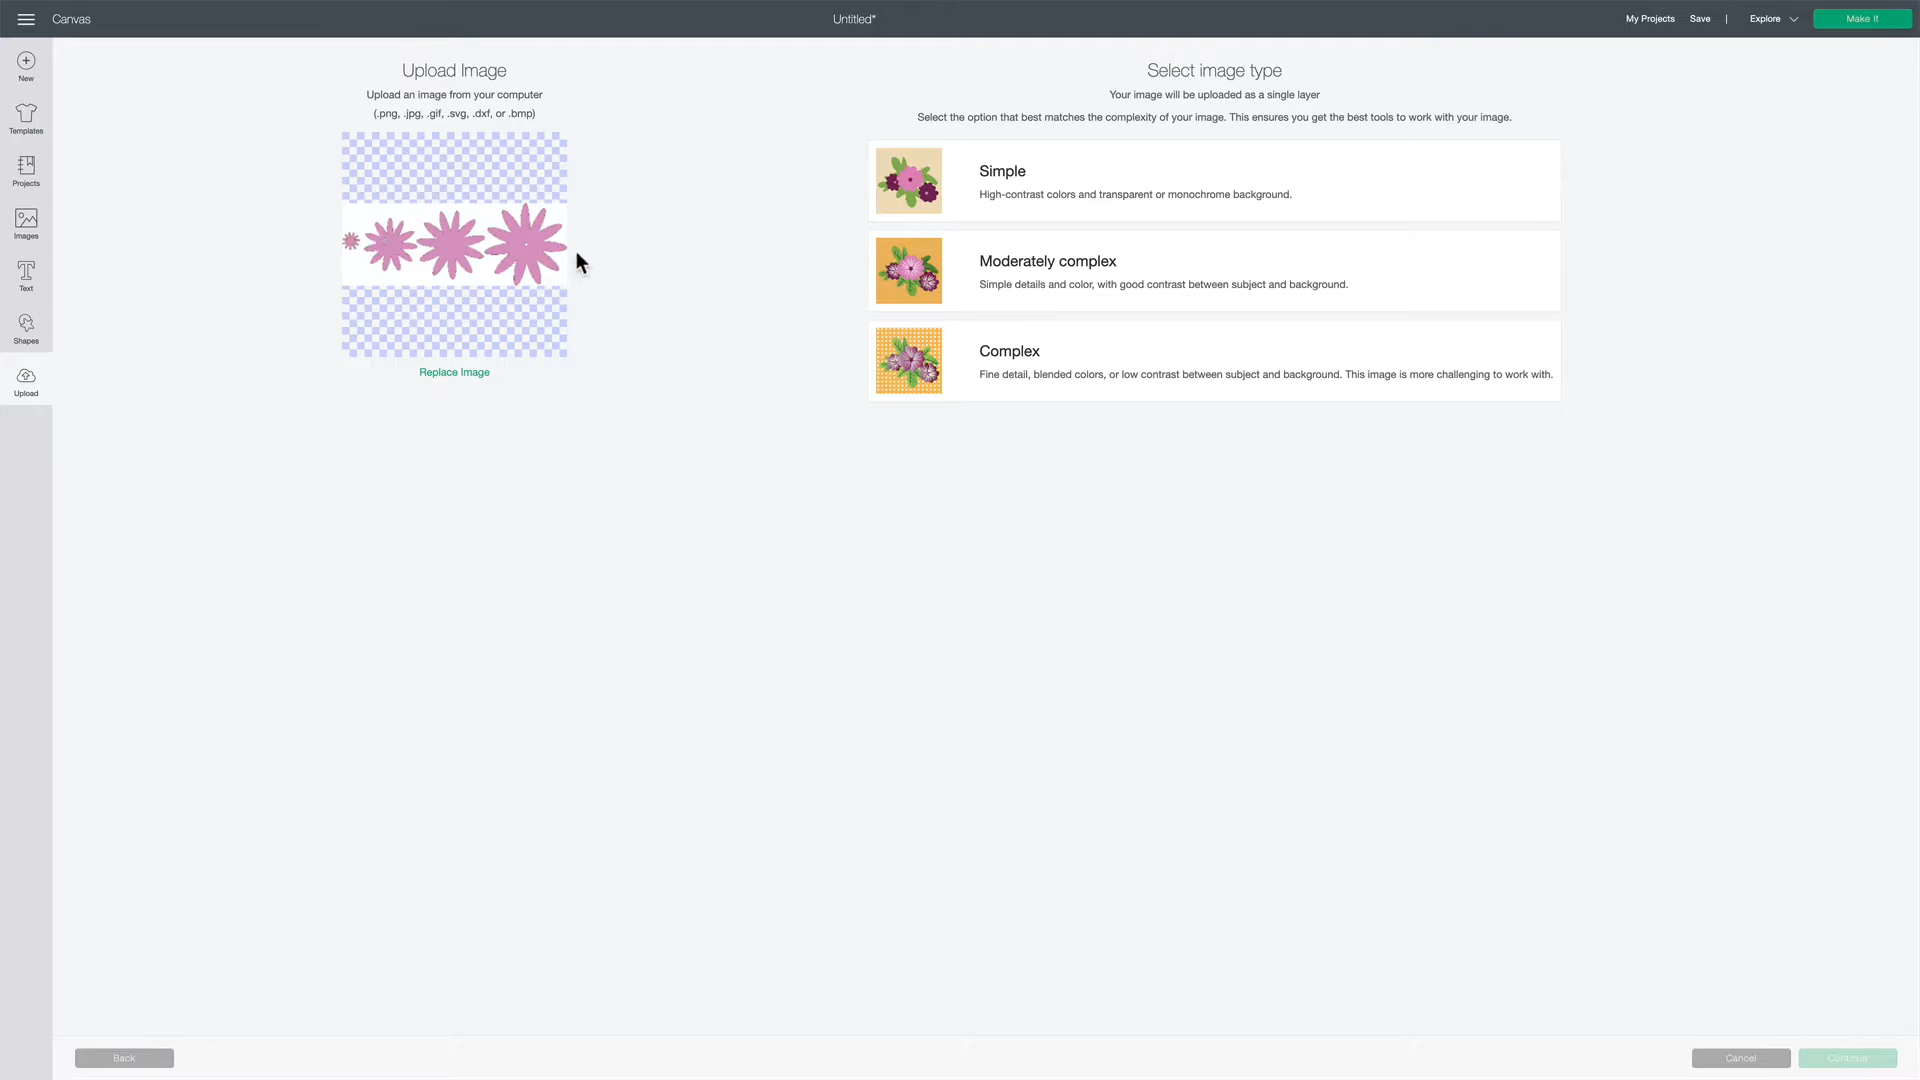 Canvas
Untitled*
My Projects
Save
|
Explore
Make It
New
Templates
Projects
Images
Text
Shapes
Upload
Upload Image
Upload an image from your computer
(.png, .jpg, .gif, .svg, .dxf, or .bmp)
Replace Image
Select image type
Your image will be uploaded as a single layer
Select the option that best matches the complexity of your image. This ensures you get the best tools to work with your image.
Simple
High-contrast colors and transparent or monochrome background.
Moderately complex
Simple details and color, with good contrast between subject and background.
Complex
Fine detail, blended colors, or low contrast between subject and background. This image is more challenging to work with.
Back
Cancel
Continue